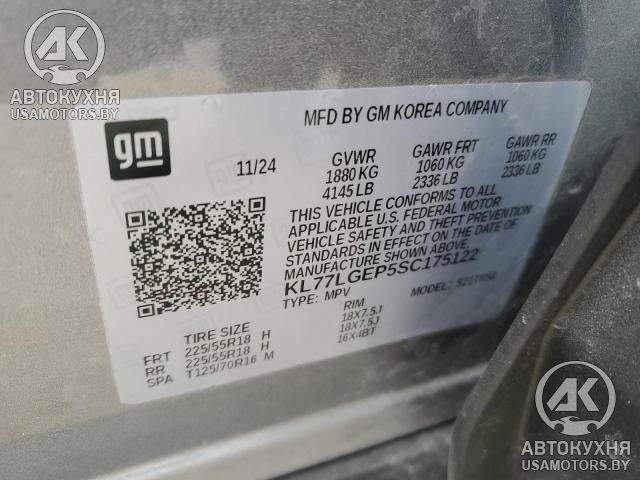 АК
АВТОКУХНЯ
USAMOTORS.BY
gm
MFD BY GM KOREA COMPANY
11/24
GVWR
1880 KG
4145 LB
GAWR FRT
1060 KG
2336 LB
GAWR RR
1060 KG
2336 LB
THIS VEHICLE CONFORMS TO ALL
APPLICABLE U.S. FEDERAL MOTOR
VEHICLE SAFETY AND THEFT PREVENTION
STANDARDS IN EFFECT ON THE DATE OF
MANUFACTURE SHOWN ABOVE.
KL77LGEP5SC175122
TYPE: MPV
MODEL:
TIRE SIZE
RIM
FRT 225/55R18 H 18X7.5J
RR 225/55R18 H 18X7.5J
SPA T125/70R16 M 16X4BT
АК
АВТОКУХНЯ
USAMOTORS.BY